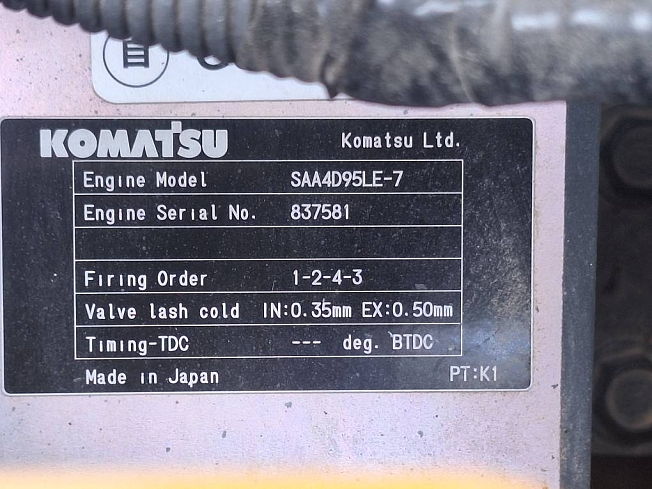 KOMATSU Komatsu Ltd.
Engine Model SAA4D95LE-7
Engine Serial No. 837581
Firing Order 1-2-4-3
Valve lash cold IN:0.35mm EX:0.50mm
Timing-TDC --- deg. BTDC
Made in Japan PT:K1